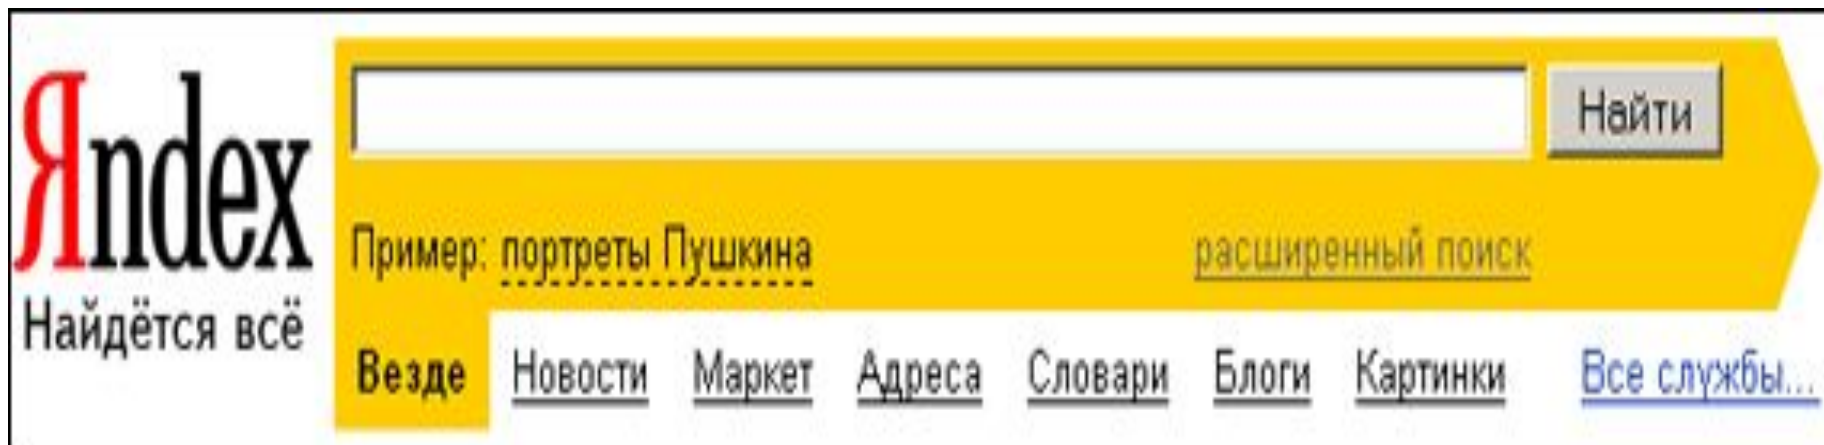 Яndex
Найдётся всё
Найти
Пример: портреты Пушкина расширенный поиск
Везде Новости Маркет Адреса Словари Блоги Картинки Все службы...